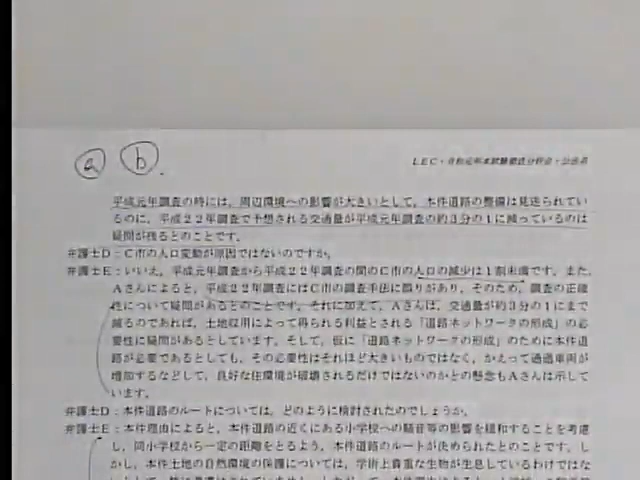 a b
LEC・令和元年本試験徹底分析会・公法系
平成元年調査の時には，周辺環境への影響が大きいとして，本件道路の整備は見送られてい
るのに，平成２２年調査で予想される交通量が平成元年調査の約３分の１に減っているのは
疑問が残るとのことです。
弁護士Ｄ：Ｃ市の人口変動が原因ではないのですか。
弁護士Ｅ：いいえ，平成元年調査から平成２２年調査の間のＣ市の人口の減少は１割未満です。また，
Ａさんによると，平成２２年調査にはＣ市の調査手法に誤りがあり，そのため，調査の正確
性について疑問があるとのことです。それに加えて，Ａさんは，交通量が約３分の１にまで
減るのであれば，土地収用によって得られる利益とされる「道路ネットワークの形成」の必
要性に疑問があるとしています。そして，仮に「道路ネットワークの形成」のために本件道
路が必要であるとしても，その必要性はそれほど大きいものではなく，かえって通過車両が
増加するなどして，良好な住環境が破壊されるだけではないのかとの懸念もＡさんは示して
います。
弁護士Ｄ：本件道路のルートについては，どのように検討されたのでしょうか。
弁護士Ｅ：本件理由によると，本件道路の近くにある小学校への騒音等の影響を緩和することを考慮
し，同小学校から一定の距離をとるよう，本件道路のルートが決められたとのことです。し
かし，本件土地の自然環境の保護については，学術上貴重な生物が生息しているわけではな